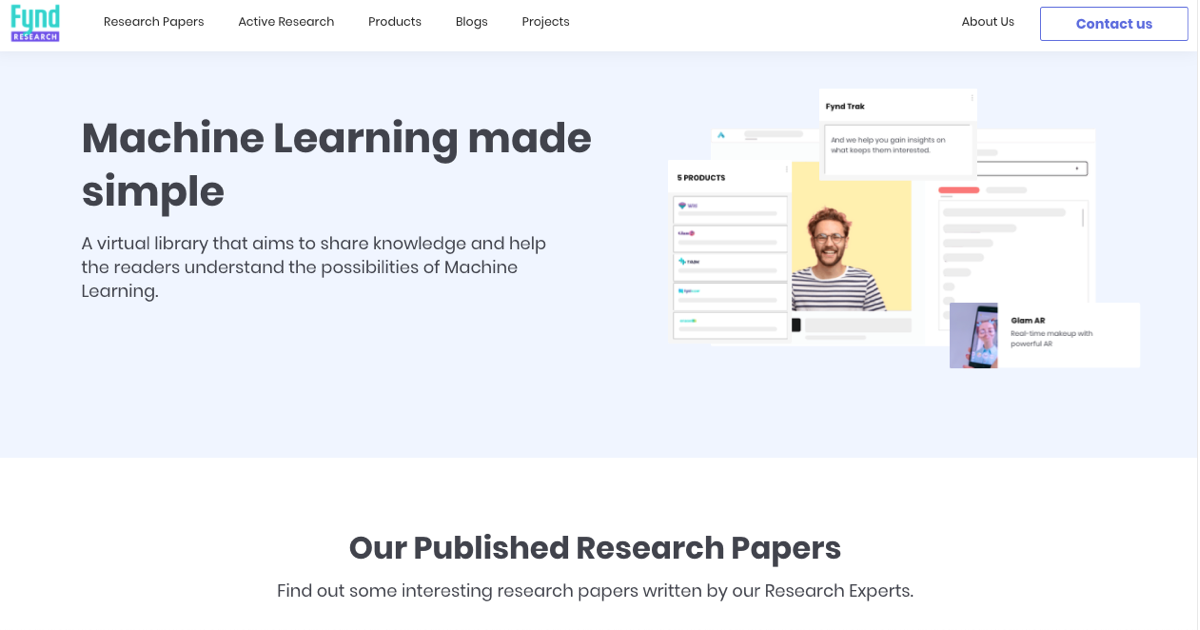 Fynd
RESEARCH
Research Papers
Active Research
Products
Blogs
Projects
About Us
Contact us
Machine Learning made
simple
A virtual library that aims to share knowledge and help
the readers understand the possibilities of Machine
Learning.
Fynd Trak
And we help you gain insights on
what keeps them interested.
5 PRODUCTS
Glam AR
Real-time makeup with
powerful AR
Our Published Research Papers
Find out some interesting research papers written by our Research Experts.